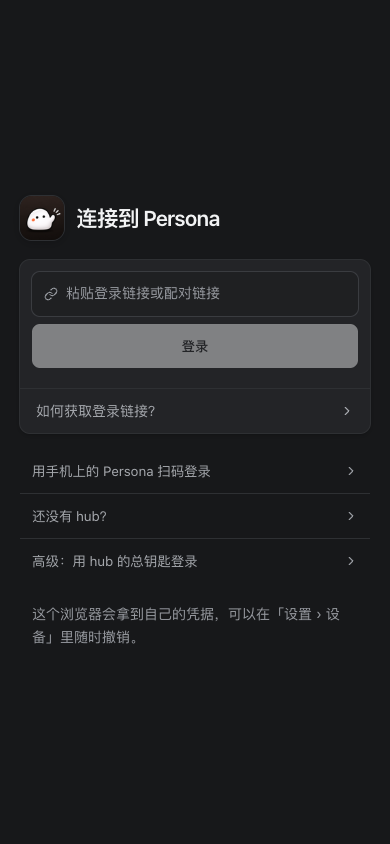 连接到 Persona
粘贴登录链接或配对链接
登录
如何获取登录链接?
用手机上的 Persona 扫码登录
还没有 hub?
高级：用 hub 的总钥匙登录
这个浏览器会拿到自己的凭据，可以在「设置 › 设
备」里随时撤销。